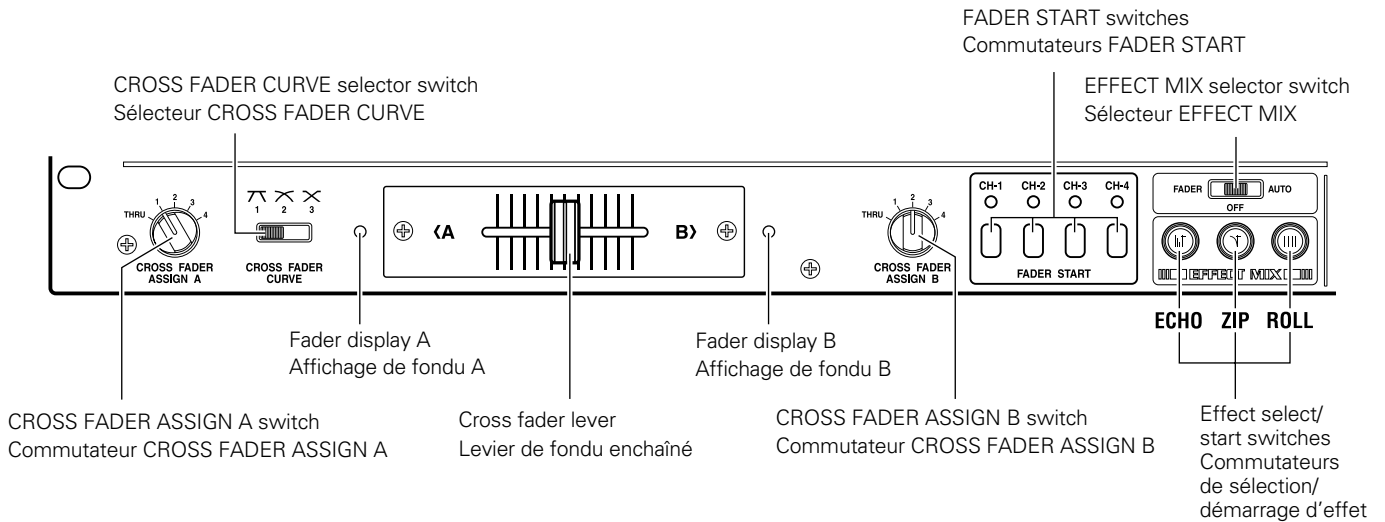 FADER START switches
Commutateurs FADER START
CROSS FADER CURVE selector switch
Sélecteur CROSS FADER CURVE
EFFECT MIX selector switch
Sélecteur EFFECT MIX
THRU 1 2 3 4
CROSS FADER
ASSIGN A
1 2 3
CROSS FADER
CURVE
⟨A
B⟩
THRU 1 2 3 4
CROSS FADER
ASSIGN B
CH-1 CH-2 CH-3 CH-4
FADER START
FADER AUTO
OFF
EFFECT MIX
ECHO ZIP ROLL
Fader display A
Affichage de fondu A
Fader display B
Affichage de fondu B
CROSS FADER ASSIGN A switch
Commutateur CROSS FADER ASSIGN A
Cross fader lever
Levier de fondu enchaîné
CROSS FADER ASSIGN B switch
Commutateur CROSS FADER ASSIGN B
Effect select/
start switches
Commutateurs
de sélection/
démarrage d'effet